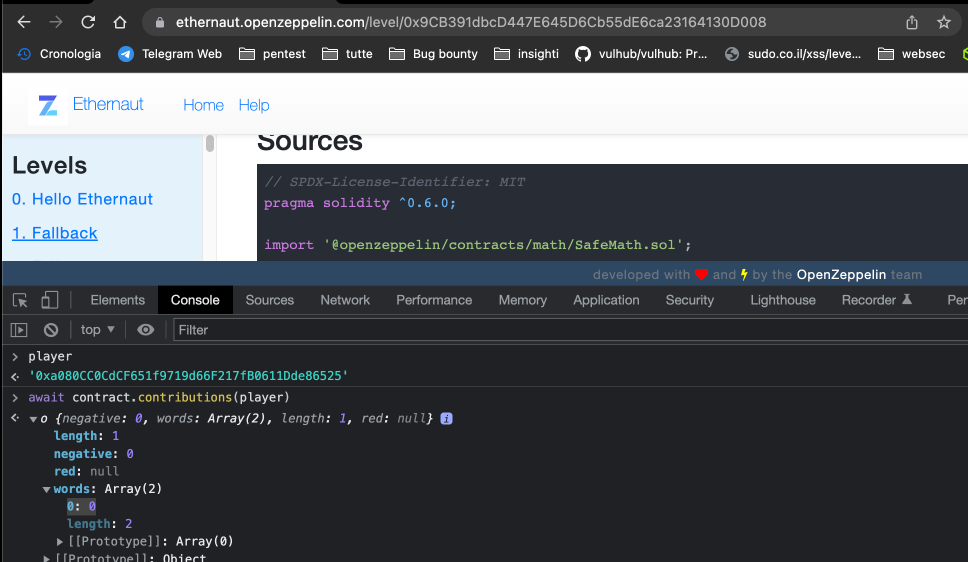 ethernaut.openzeppelin.com/level/0x9CB391dbcD447E645D6Cb55dE6ca23164130D008
Cronologia Telegram Web pentest tutte Bug bounty insighti vulhub/vulhub: Pr... sudo.co.il/xss/leve... websec
Ethernaut Home Help
Sources
Levels
0. Hello Ethernaut
1. Fallback
// SPDX-License-Identifier: MIT
pragma solidity ^0.6.0;
import '@openzeppelin/contracts/math/SafeMath.sol';
developed with ❤ and ⚡ by the OpenZeppelin team
Elements Console Sources Network Performance Memory Application Security Lighthouse Recorder Per
top ▼ Filter
> player
<· '0xa080CC0CdCF651f9719d66F217fB0611Dde86525'
> await contract.contributions(player)
<· ▼ o {negative: 0, words: Array(2), length: 1, red: null} i
length: 1
negative: 0
red: null
▼ words: Array(2)
0: 0
length: 2
▶ [[Prototype]]: Array(0)
▶ [[Prototype]]: Object